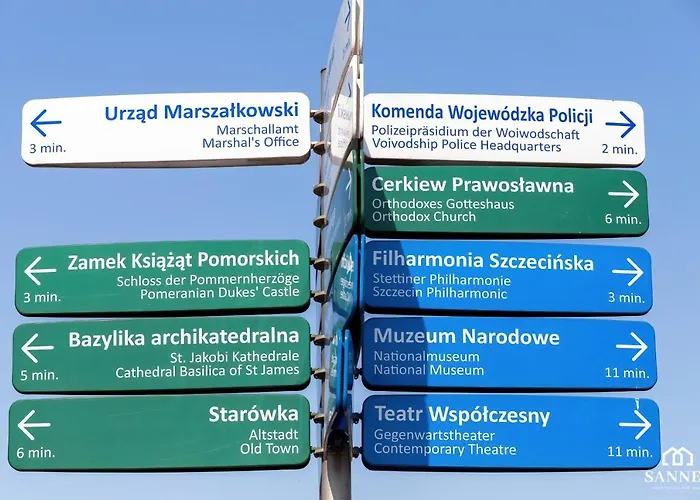 Urząd Marszałkowski
Marschallamt
Marshal's Office
3 min.
Zamek Książąt Pomorskich
Schloss der Pommernherzöge
Pomeranian Dukes' Castle
3 min.
Bazylika archikatedralna
St. Jakobi Kathedrale
Cathedral Basilica of St James
5 min.
Starówka
Altstadt
Old Town
6 min.
Komenda Wojewódzka Policji
Polizeipräsidium der Woiwodschaft
Voivodship Police Headquarters
2 min.
Cerkiew Prawosławna
Orthodoxes Gotteshaus
Orthodox Church
6 min.
Filharmonia Szczecińska
Stettiner Philharmonie
Szczecin Philharmonic
3 min.
Muzeum Narodowe
Nationalmuseum
National Museum
11 min.
Teatr Współczesny
Gegenwartstheater
Contemporary Theatre
11 min.
SANNE